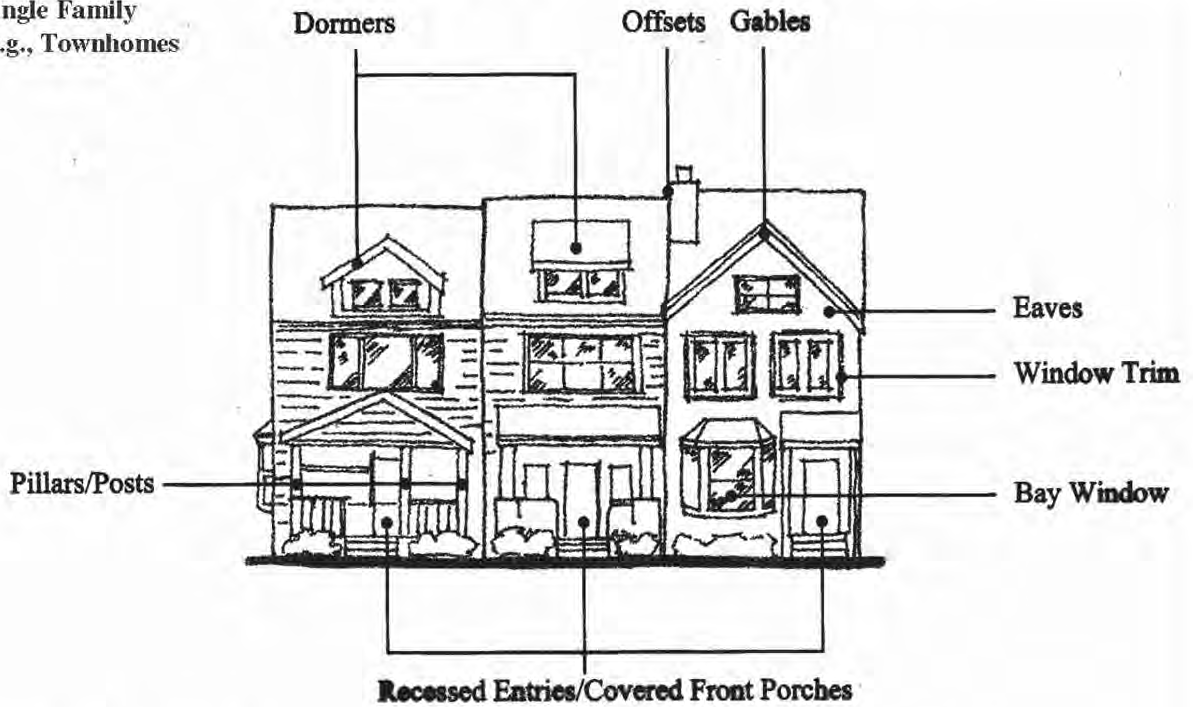 ngle Family
.g., Townhomes
Dormers
Offsets Gables
Eaves
Window Trim
Pillars/Posts
Bay Window
Recessed Entries/Covered Front Porches